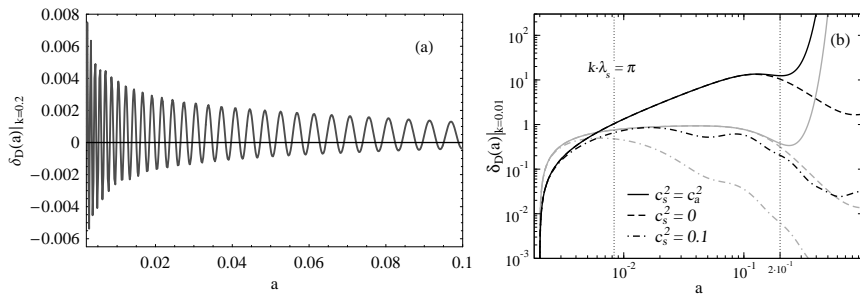 0.008
0.006
0.004
0.002
0
−0.002
−0.004
−0.006
δ_D(a)|_{k=0.2}
(a)
0.02
0.04
0.06
0.08
0.1
a
10^2
10^1
10^0
10^{-1}
10^{-2}
10^{-3}
δ_D(a)|_{k=0.01}
(b)
k·λ_s = π
c_s^2 = c_a^2
c_s^2 = 0
c_s^2 = 0.1
10^{-2}
10^{-1}
2·10^{-1}
a